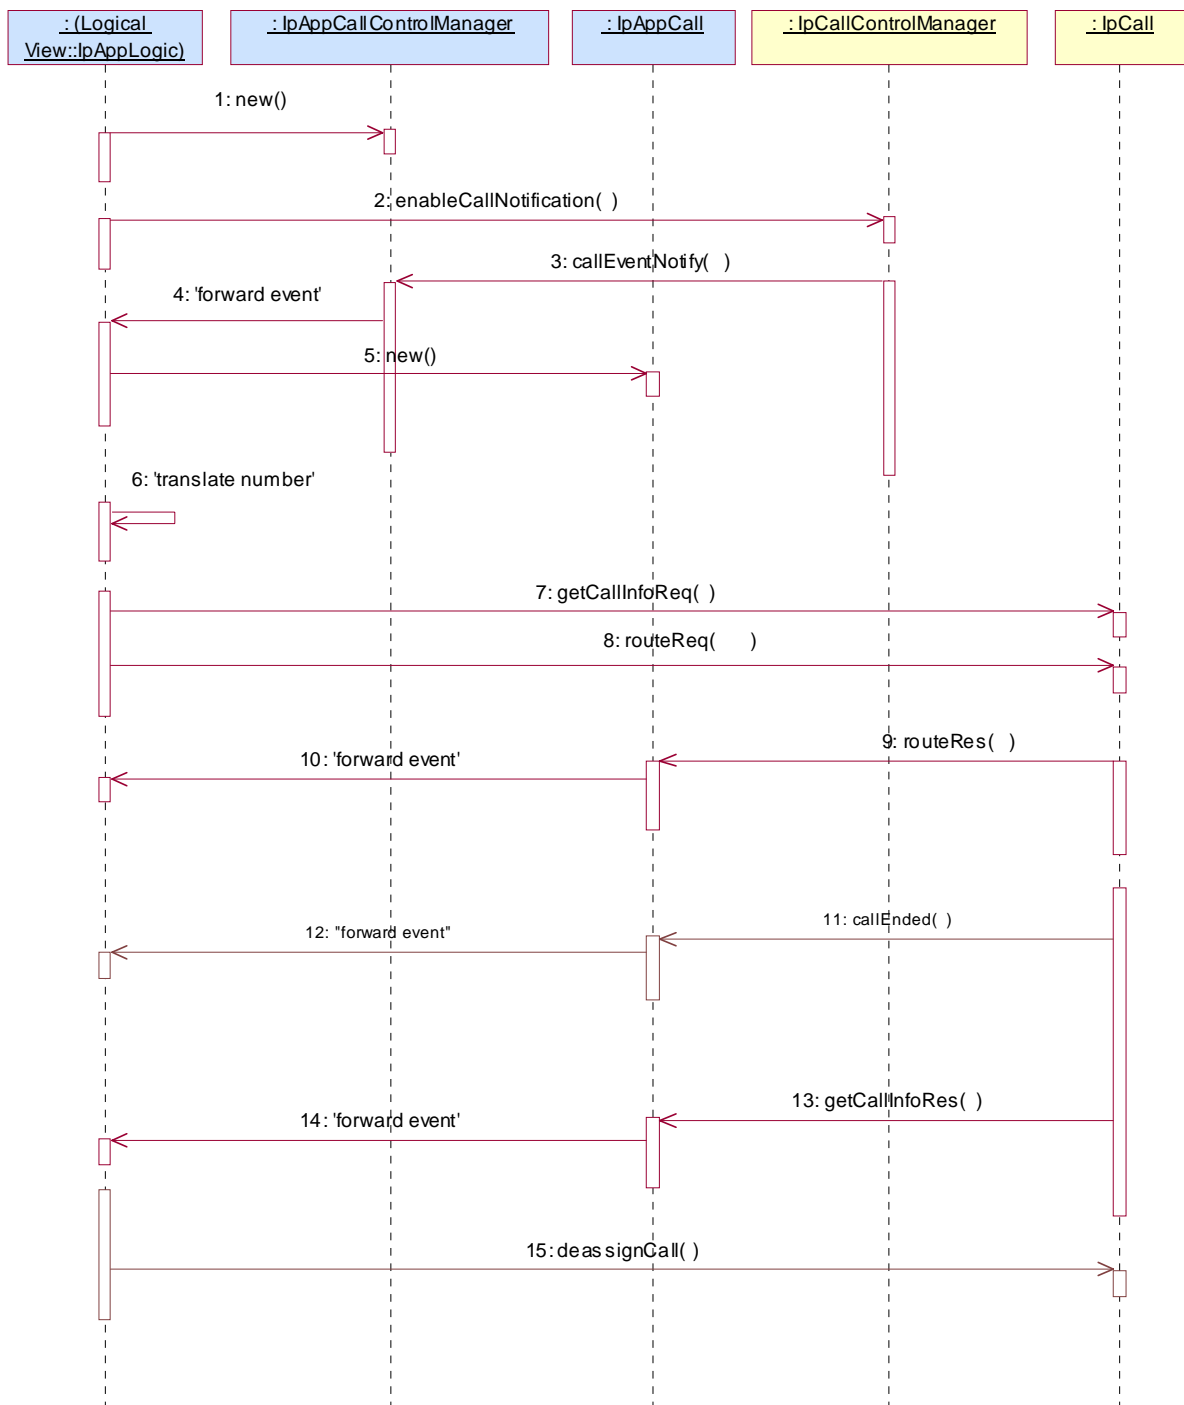 : (Logical
View::IpAppLogic)
: IpAppCallControlManager
: IpAppCall
: IpCallControlManager
: IpCall
1: new()
2: enableCallNotification( )
3: callEventNotify( )
4: 'forward event'
5: new()
6: 'translate number'
7: getCallInfoReq( )
8: routeReq( )
9: routeRes( )
10: 'forward event'
11: callEnded( )
12: "forward event"
13: getCallInfoRes( )
14: 'forward event'
15: deassignCall( )